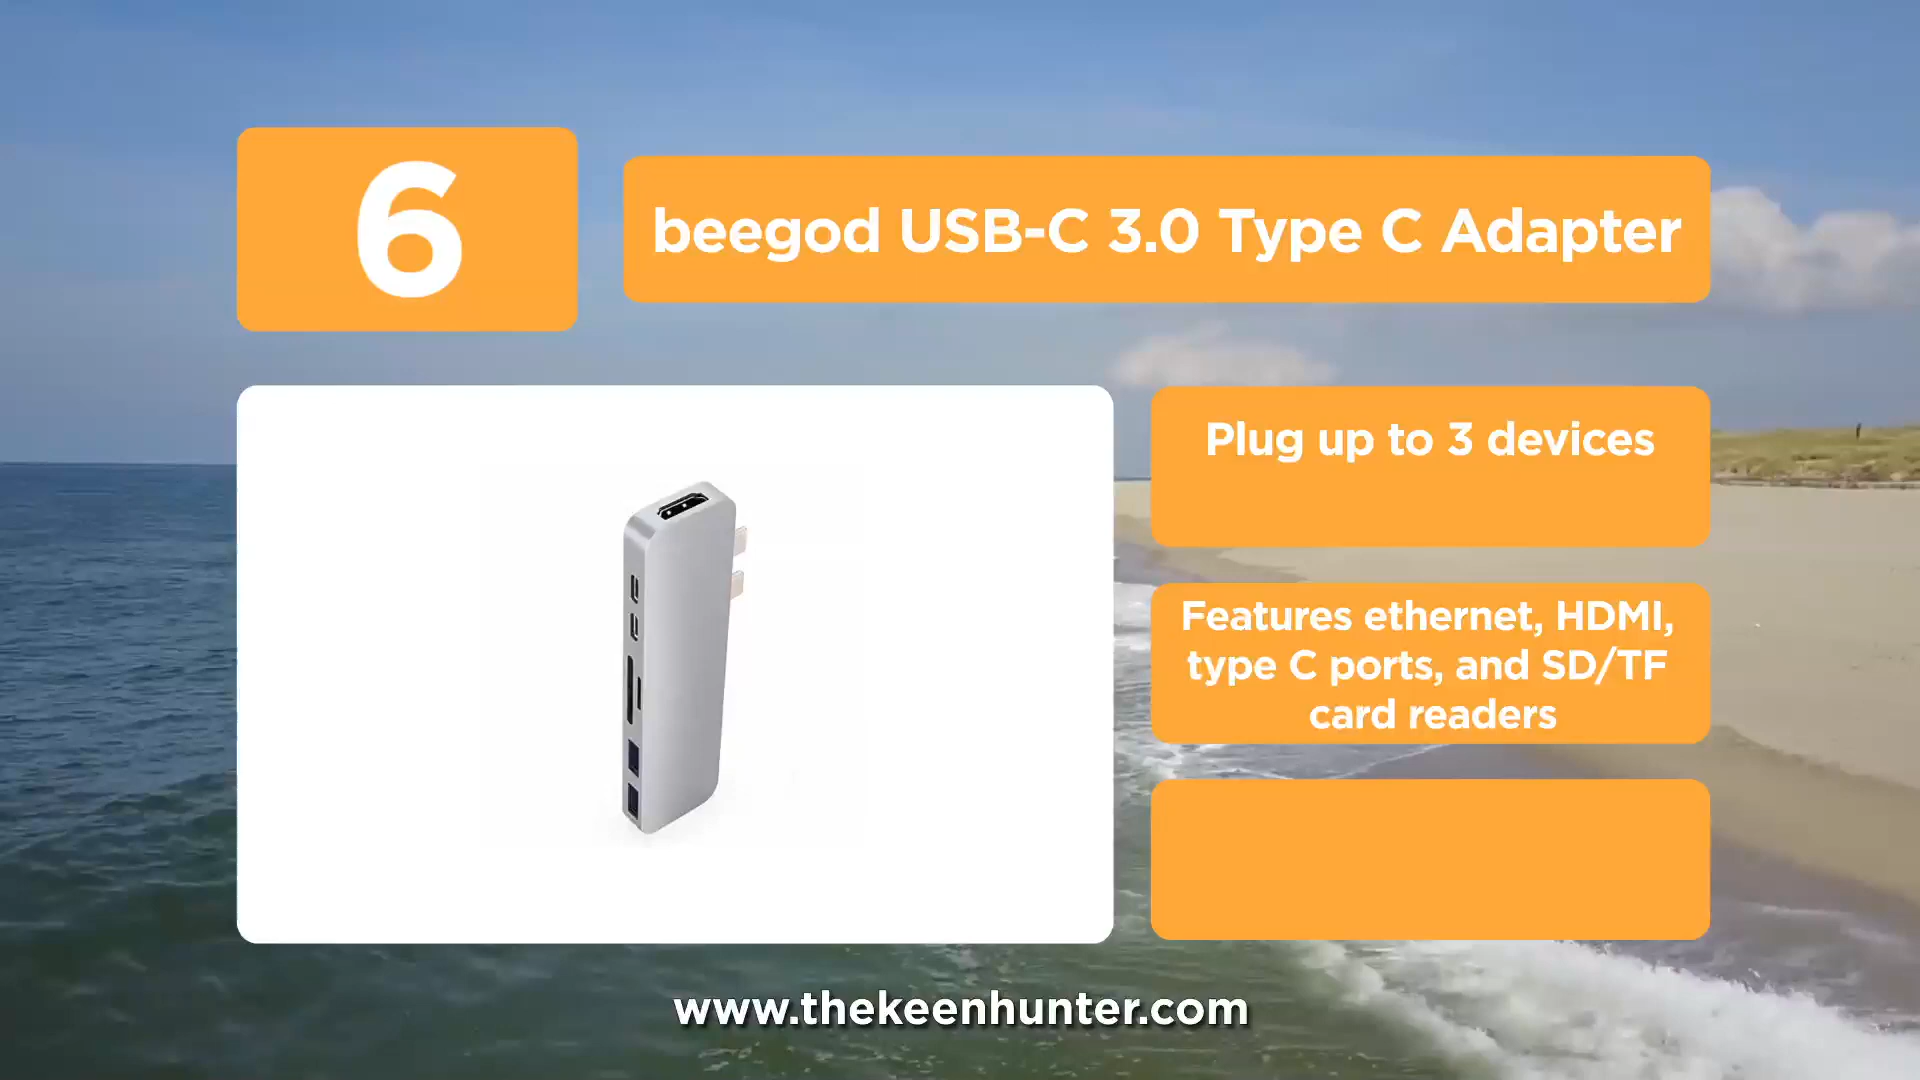 6
beegod USB-C 3.0 Type C Adapter
Plug up to 3 devices
Features ethernet, HDMI,
type C ports, and SD/TF
card readers
www.thekeenhunter.com